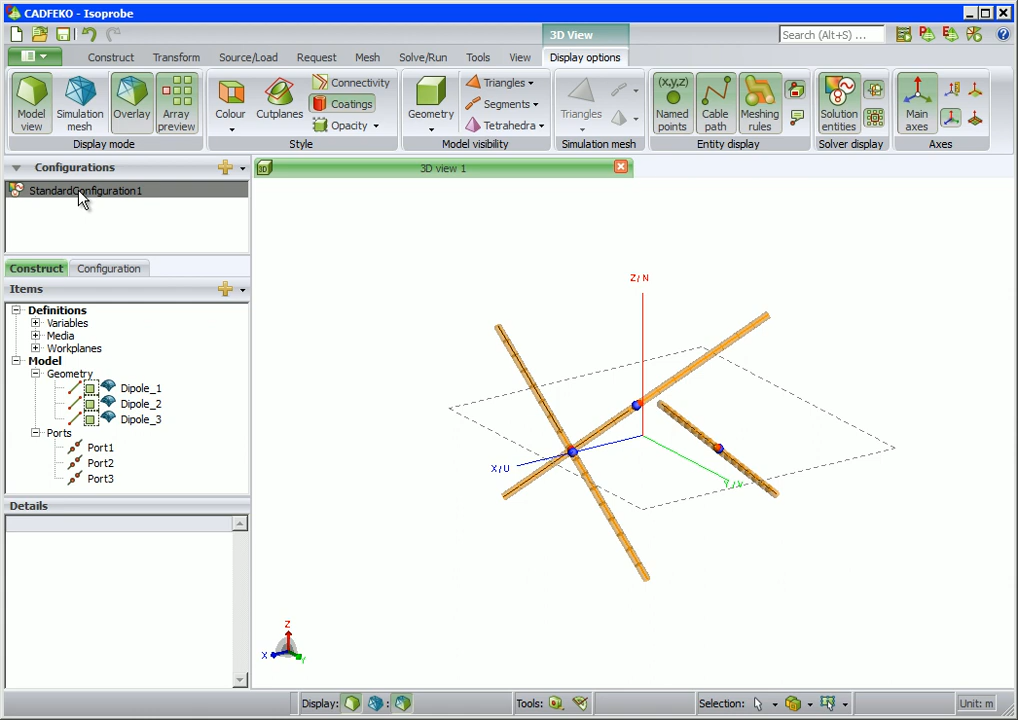 CADFEKO - Isoprobe
3D View
Search (Alt+S) ...
Construct Transform Source/Load Request Mesh Solve/Run Tools View Display options
Model view
Simulation mesh
Overlay
Array preview
Display mode
Colour
Cutplanes
Connectivity
Coatings
Opacity
Style
Geometry
Triangles
Segments
Tetrahedra
Model visibility
Triangles
Simulation mesh
Named points
Cable path
Meshing rules
Entity display
Solution entities
Solver display
Main axes
Axes
Configurations
3D view 1
StandardConfiguration1
Construct Configuration
Items
Definitions
Variables
Media
Workplanes
Model
Geometry
Dipole_1
Dipole_2
Dipole_3
Ports
Port1
Port2
Port3
Details
Z/N
X/U
Y/V
Z
X
Y
Display: Tools: Selection: Unit: m